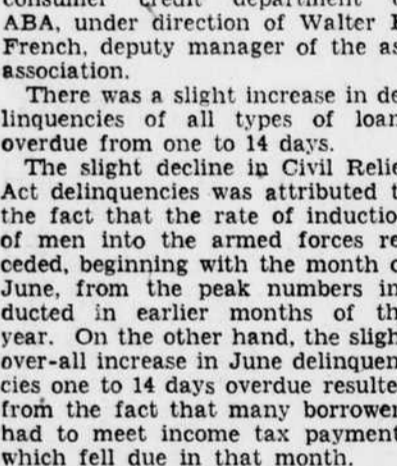 consumer credit department
ABA, under direction of Walter
French, deputy manager of the as
association.
There was a slight increase in de
linquencies of all types of loan
overdue from one to 14 days.
The slight decline in Civil Relie
Act delinquencies was attributed t
the fact that the rate of inductio
of men into the armed forces re
ceded, beginning with the month o
June, from the peak numbers in
ducted in earlier months of th
year. On the other hand, the sligh
over-all increase in June delinquen
cies one to 14 days overdue resulte
from the fact that many borrower
had to meet income tax payment
which fell due in that month.